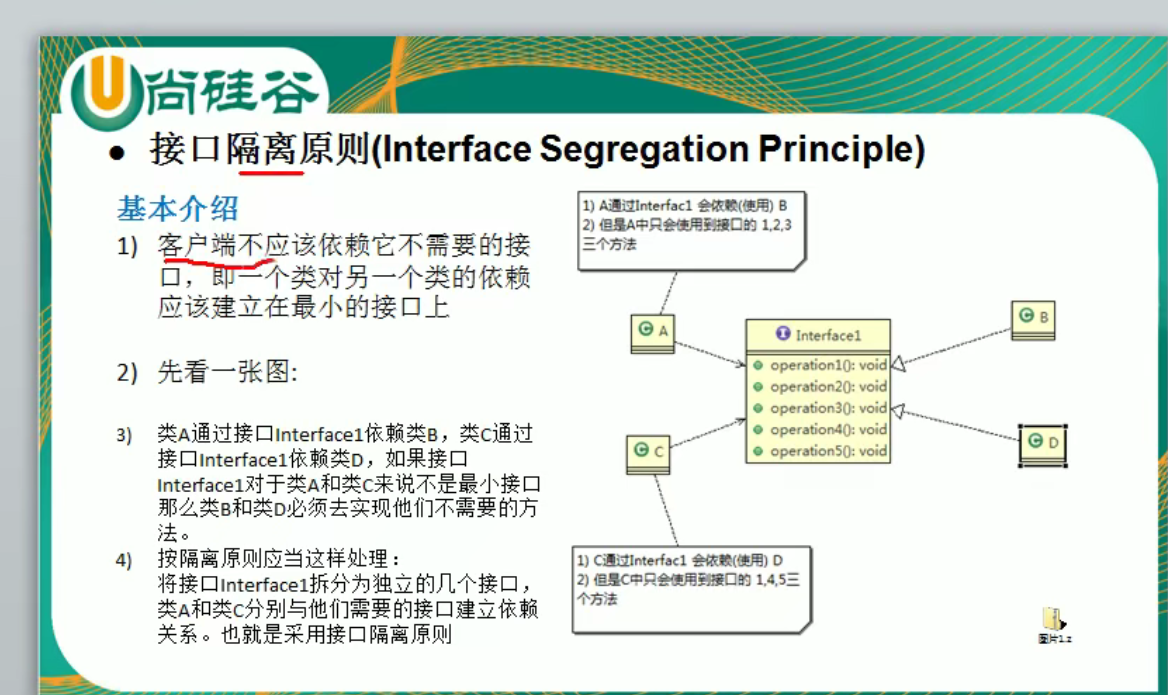 尚硅谷
• 接口隔离原则(Interface Segregation Principle)
基本介绍
1) 客户端不应该依赖它不需要的接
口，即一个类对另一个类的依赖
应该建立在最小的接口上
2) 先看一张图:
3) 类A通过接口Interface1依赖类B，类C通过
接口Interface1依赖类D，如果接口
Interface1对于类A和类C来说不是最小接口
那么类B和类D必须去实现他们不需要的方
法。
4) 按隔离原则应当这样处理：
将接口Interface1拆分为独立的几个接口，
类A和类C分别与他们需要的接口建立依赖
关系。也就是采用接口隔离原则
1) A通过Interfac1 会依赖(使用) B
2) 但是A中只会使用到接口的 1,2,3
三个方法
A
Interface1
operation1(): void
operation2(): void
operation3(): void
operation4(): void
operation5(): void
B
C
D
1) C通过Interfac1 会依赖(使用) D
2) 但是C中只会使用到接口的 1,4,5三
个方法
图片1.z